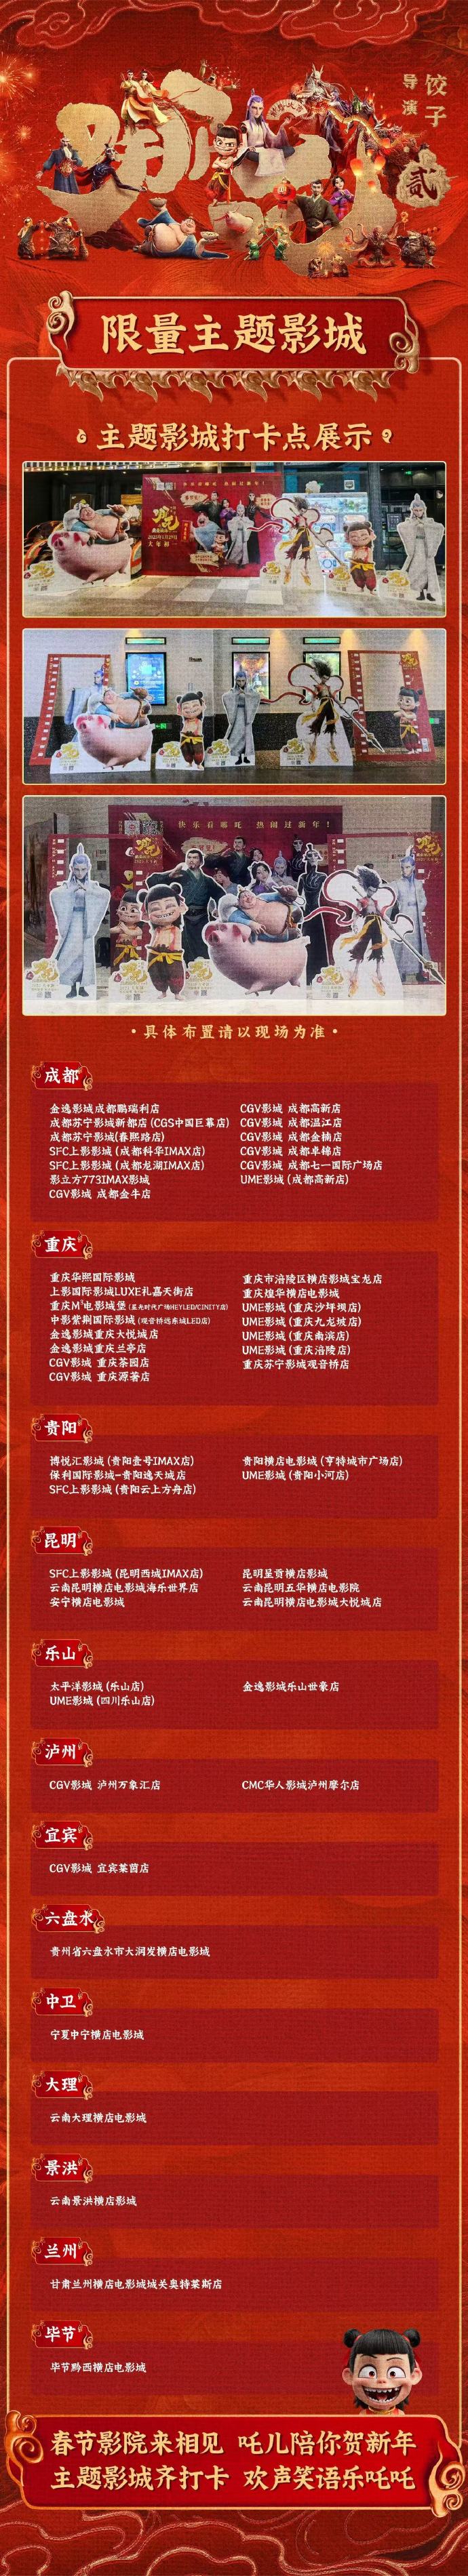 哪吒
贰
导演
饺子
限量主题影城
主题影城打卡点展示
快乐看哪吒 热闹过新年！
具体布置请以现场为准
成都
金逸影城成都鹏瑞利店
成都苏宁影城新都店 (CGS中国巨幕店)
成都苏宁影城(春熙路店)
SFC上影影城 (成都科华IMAX店)
SFC上影影城 (成都龙湖IMAX店)
影立方773IMAX影城
CGV影城 成都金牛店
CGV影城 成都高新店
CGV影城 成都温江店
CGV影城 成都金楠店
CGV影城 成都卓锦店
CGV影城 成都七一国际广场店
UME影城 (成都高新店)
重庆
重庆华熙国际影城
上影国际影城LUXE礼嘉天街店
重庆M³电影城堡 (星光时代广场HEYLED/CINITY店)
中影紫荆国际影城 (观音桥远东城LED店)
金逸影城重庆大悦城店
金逸影城重庆兰亭店
CGV影城 重庆茶园店
CGV影城 重庆源著店
重庆市涪陵区横店影城宝龙店
重庆煌华横店电影城
UME影城 (重庆沙坪坝店)
UME影城 (重庆九龙坡店)
UME影城 (重庆南滨店)
UME影城 (重庆涪陵店)
重庆苏宁影城观音桥店
贵阳
博悦汇影城 (贵阳壹号IMAX店)
保利国际影城-贵阳逸天城店
SFC上影影城 (贵阳云上方舟店)
贵阳横店电影城 (亨特城市广场店)
UME影城 (贵阳小河店)
昆明
SFC上影影城 (昆明西城IMAX店)
云南昆明横店电影城海乐世界店
安宁横店电影城
昆明呈贡横店影城
云南昆明五华横店电影院
云南昆明横店电影城大悦城店
乐山
太平洋影城 (乐山店)
UME影城 (四川乐山店)
金逸影城乐山世豪店
泸州
CGV影城 泸州万象汇店
CMC华人影城泸州摩尔店
宜宾
CGV影城 宜宾莱茵店
六盘水
贵州省六盘水市大润发横店电影城
中卫
宁夏中宁横店电影城
大理
云南大理横店电影城
景洪
云南景洪横店影城
兰州
甘肃兰州横店电影城城关奥特莱斯店
毕节
毕节黔西横店电影城
春节影院来相见 吒儿陪你贺新年
主题影城齐打卡 欢声笑语乐吒吒